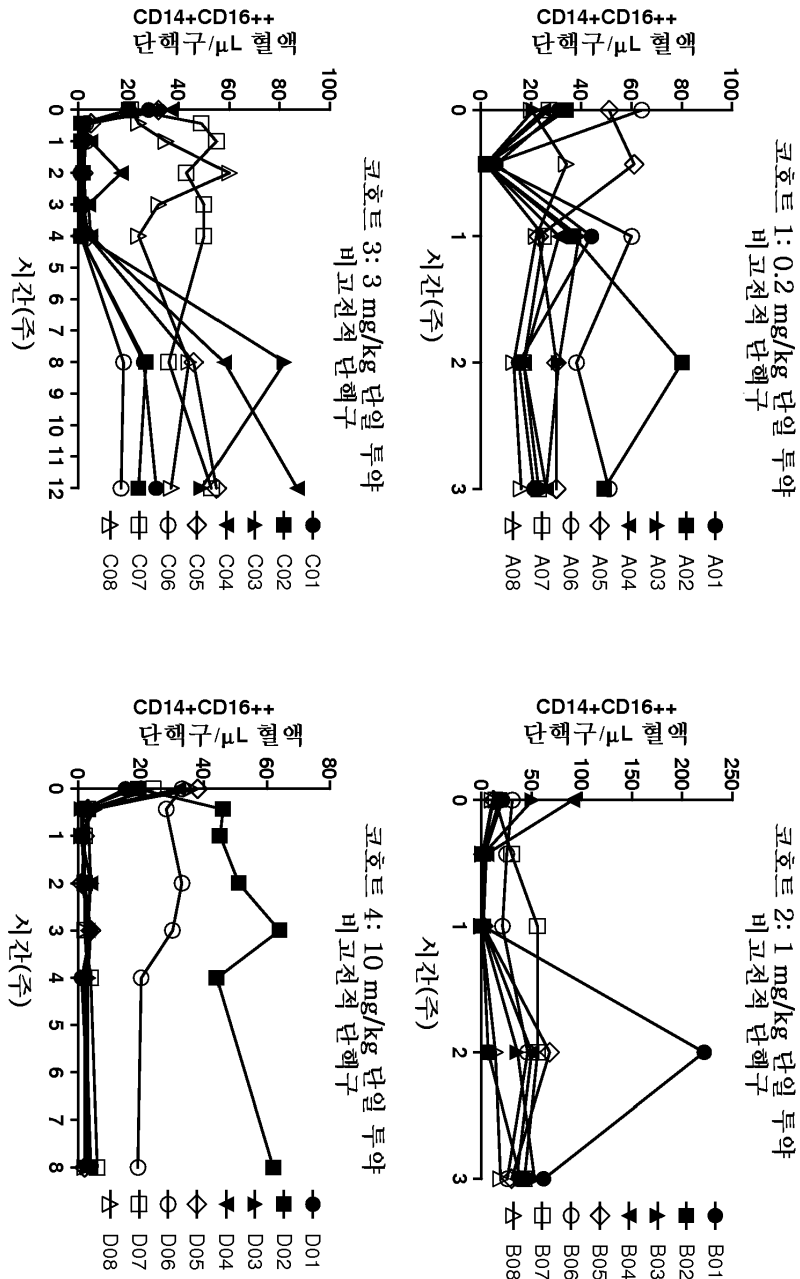 코호트 1: 0.2 mg/kg 단일 투약
비고전적 단핵구
CD14+CD16++
단핵구/μL 혈액
100
80
60
40
20
0
0 1 2 3
시간(주)
A01
A02
A03
A04
A05
A06
A07
A08
코호트 2: 1 mg/kg 단일 투약
비고전적 단핵구
CD14+CD16++
단핵구/μL 혈액
250
200
150
100
50
0
0 1 2 3
시간(주)
B01
B02
B03
B04
B05
B06
B07
B08
코호트 3: 3 mg/kg 단일 투약
비고전적 단핵구
CD14+CD16++
단핵구/μL 혈액
100
80
60
40
20
0
0 1 2 3 4 5 6 7 8 9 10 11 12
시간(주)
C01
C02
C03
C04
C05
C06
C07
C08
코호트 4: 10 mg/kg 단일 투약
비고전적 단핵구
CD14+CD16++
단핵구/μL 혈액
80
60
40
20
0
0 1 2 3 4 5 6 7 8
시간(주)
D01
D02
D03
D04
D05
D06
D07
D08